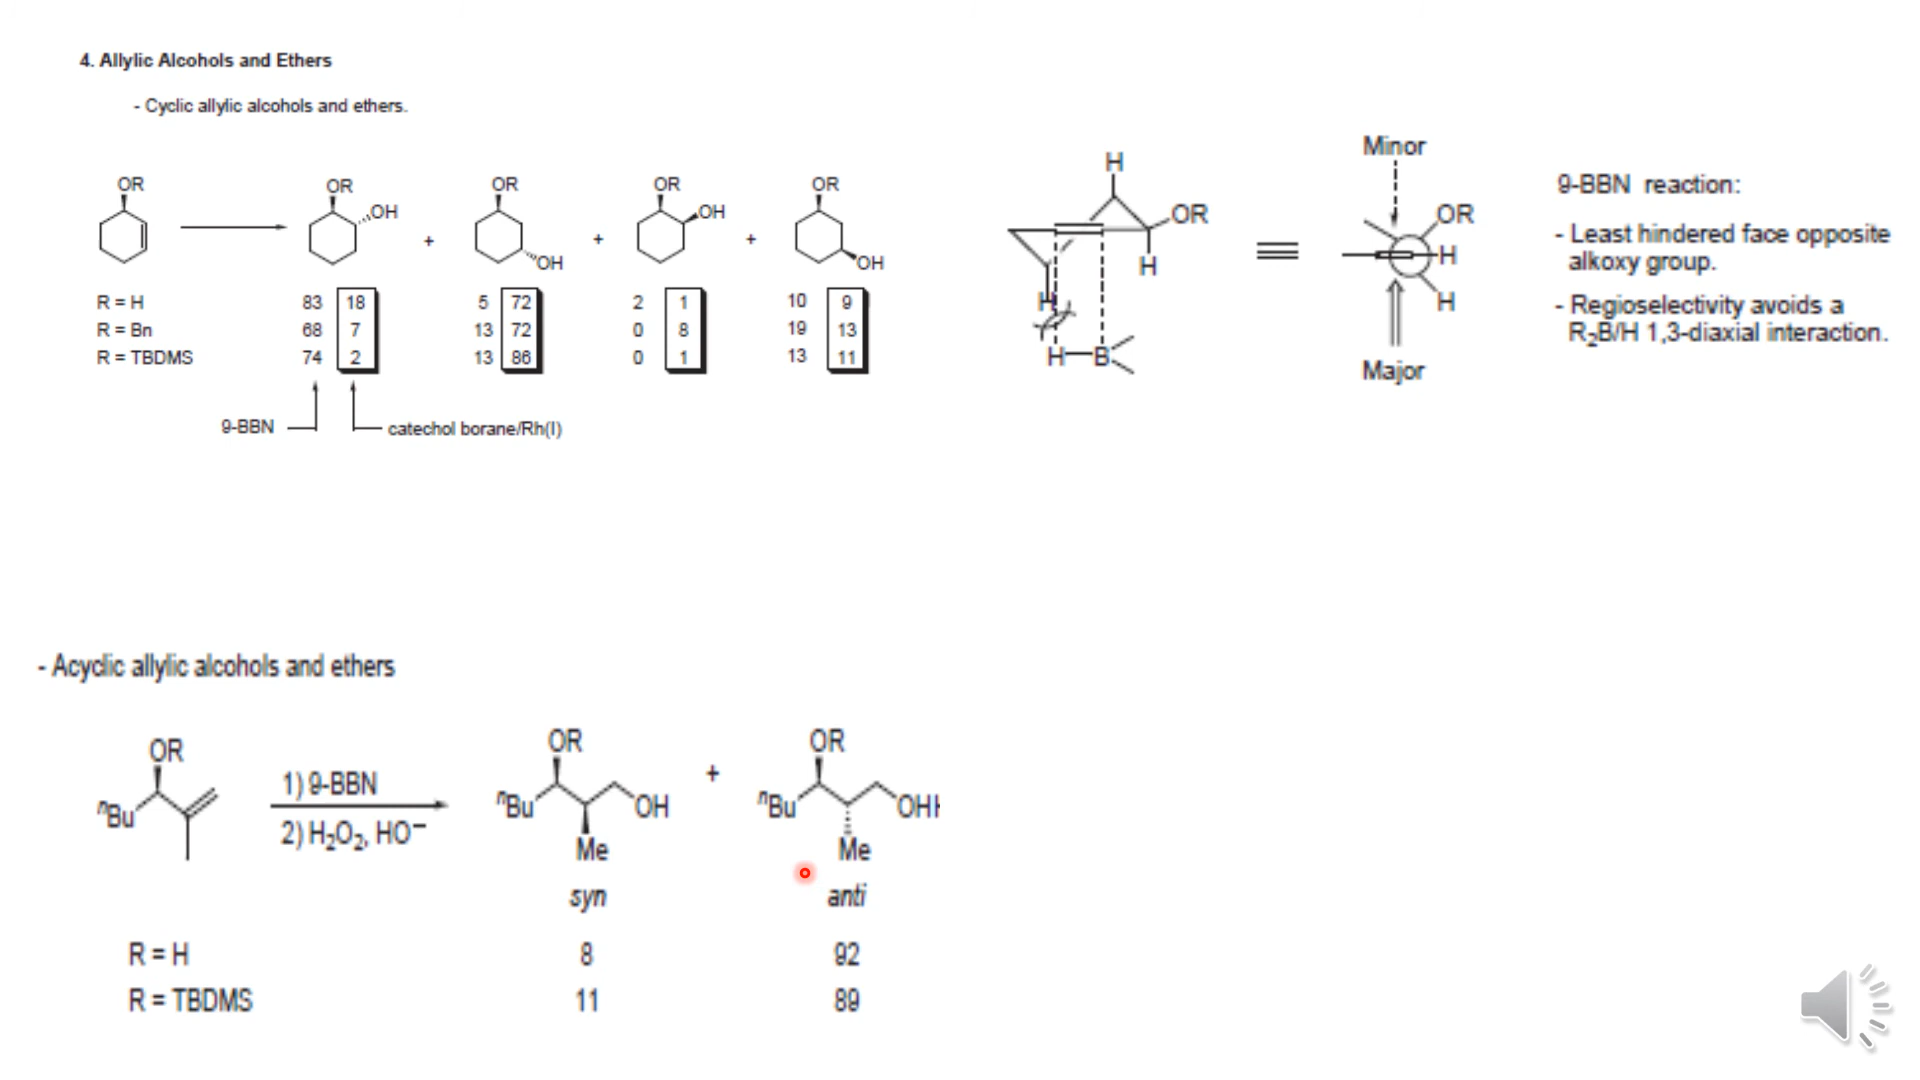 4. Allylic Alcohols and Ethers
- Cyclic allylic alcohols and ethers.
OR
OR
OH
+
OR
OH
+
OR
OH
+
OR
OH
R = H 83 18 5 72 2 1 10 9
R = Bn 68 7 13 72 0 8 19 13
R = TBDMS 74 2 13 86 0 1 13 11
9-BBN
catechol borane/Rh(I)
H
OR
H
H
H—B
Minor
OR
H
H
Major
9-BBN reaction:
- Least hindered face opposite
alkoxy group.
- Regioselectivity avoids a
R₂B/H 1,3-diaxial interaction.
- Acyclic allylic alcohols and ethers
OR
ⁿBu
1) 9-BBN
2) H₂O₂, HO⁻
OR
ⁿBu
OH
Me
syn
+
OR
ⁿBu
OH
Me
anti
R = H 8 92
R = TBDMS 11 89